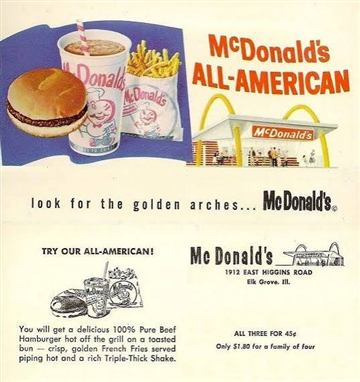 McDonald's
ALL-AMERICAN
McDonald's
McDonalds
McDonald's
look for the golden arches... McDonald's
TRY OUR ALL-AMERICAN!
McDonald's
1912 EAST HIGGINS ROAD
Elk Grove, Ill.
You will get a delicious 100% Pure Beef
Hamburger hot off the grill on a toasted
bun — crisp, golden French Fries served
piping hot and a rich Triple-Thick Shake.
ALL THREE FOR 45¢
Only $1.80 for a family of four